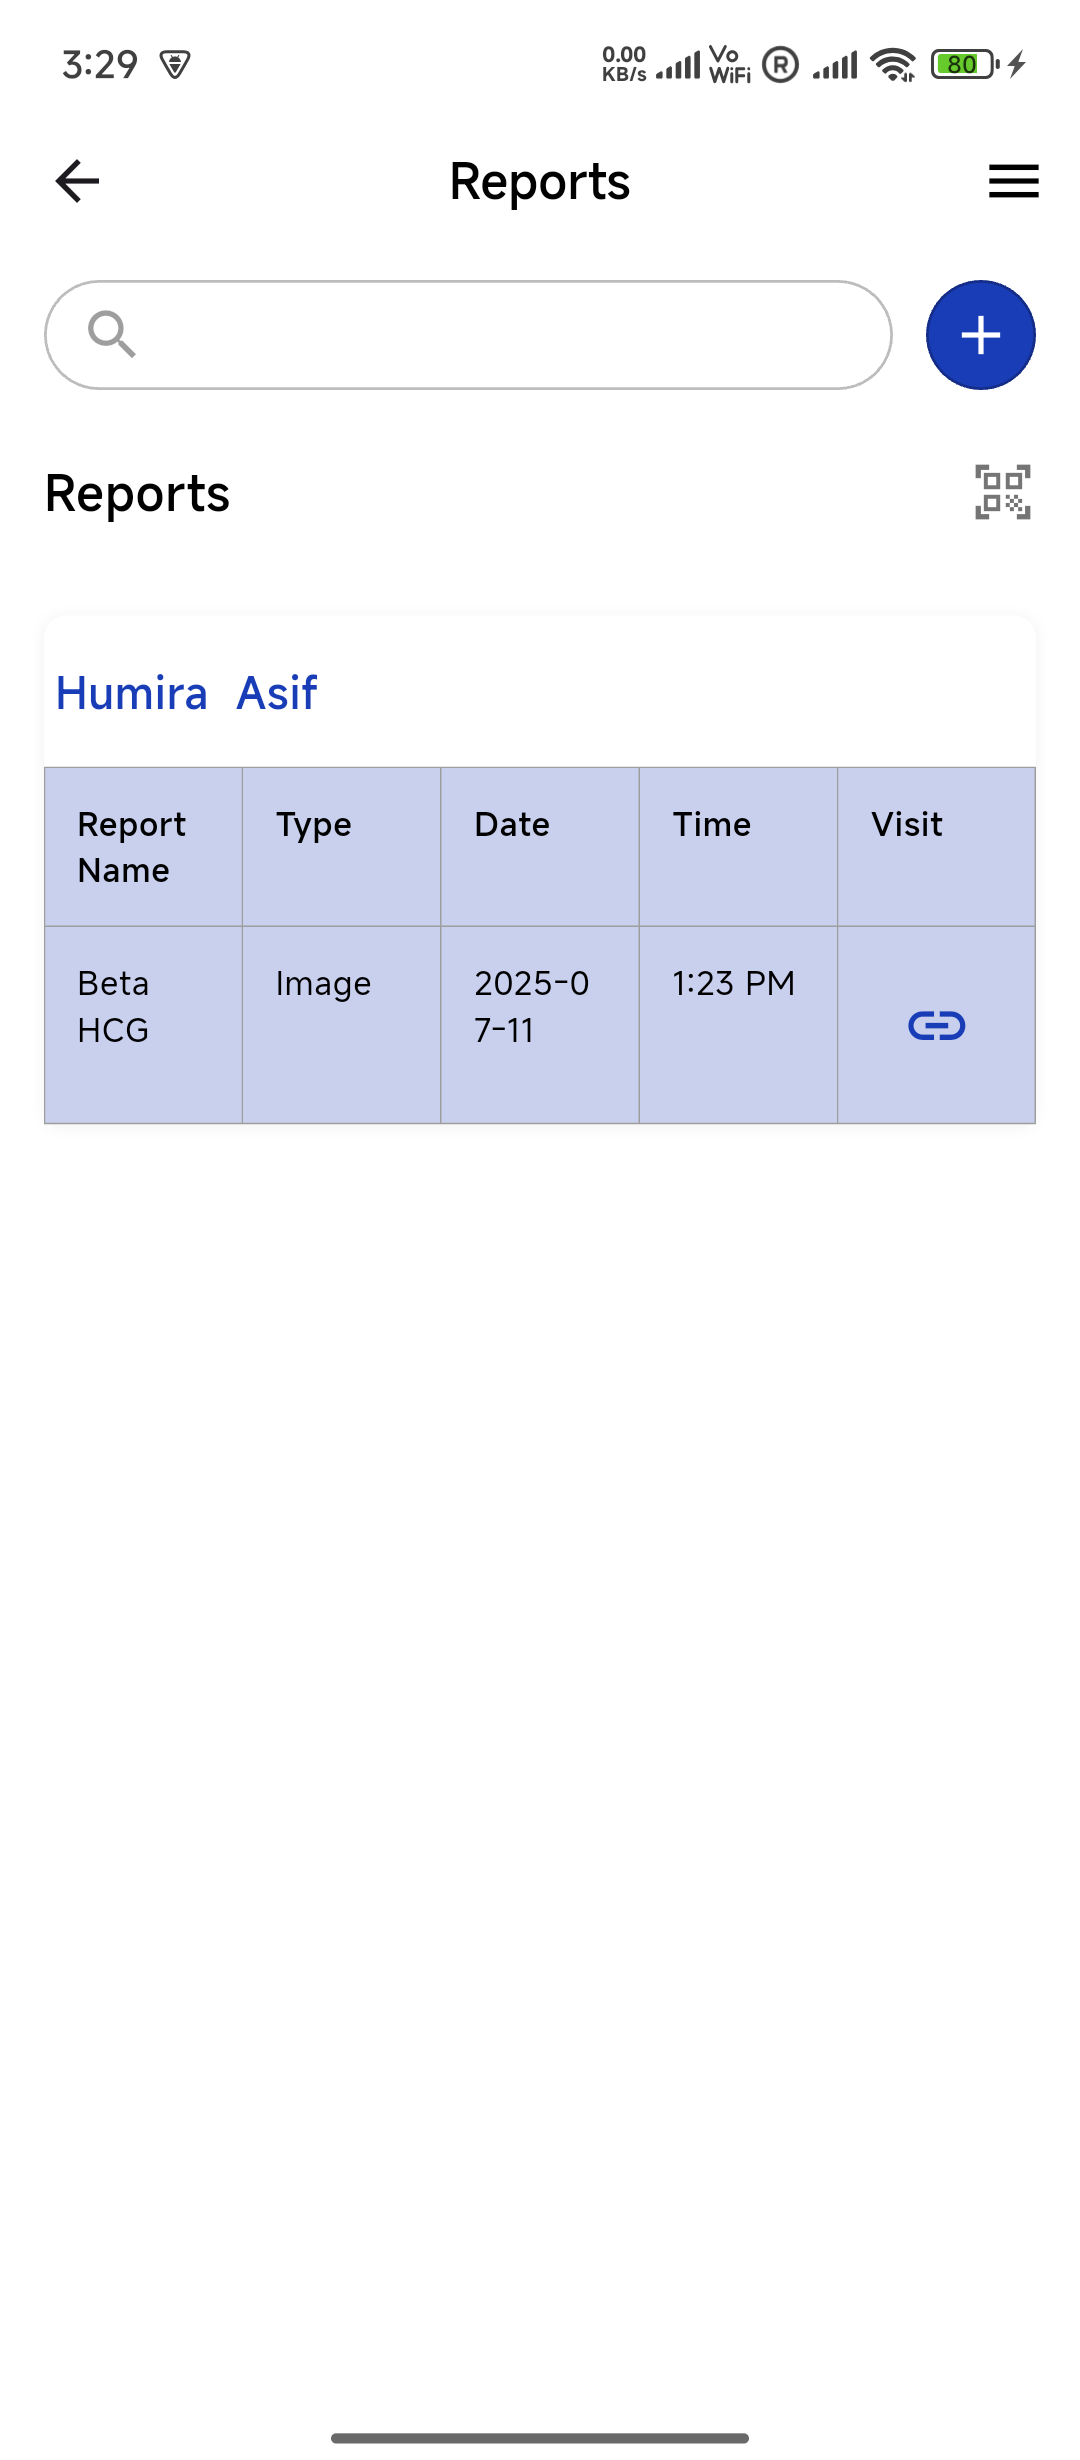 3:29 0.00 KB/s Vo WiFi R 80
Reports
Reports
Humira Asif
Report Name Type Date Time Visit
Beta HCG Image 2025-07-11 1:23 PM